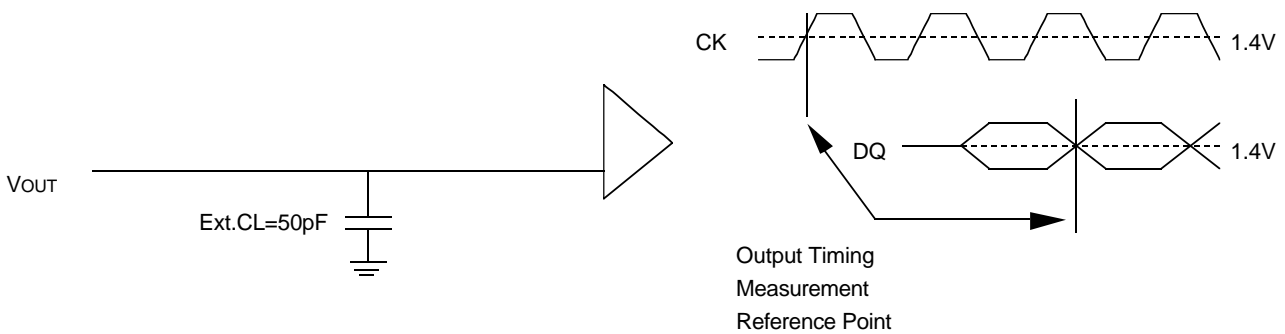 CK
1.4V
DQ
1.4V
VOUT
Ext.CL=50pF
Output Timing
Measurement
Reference Point